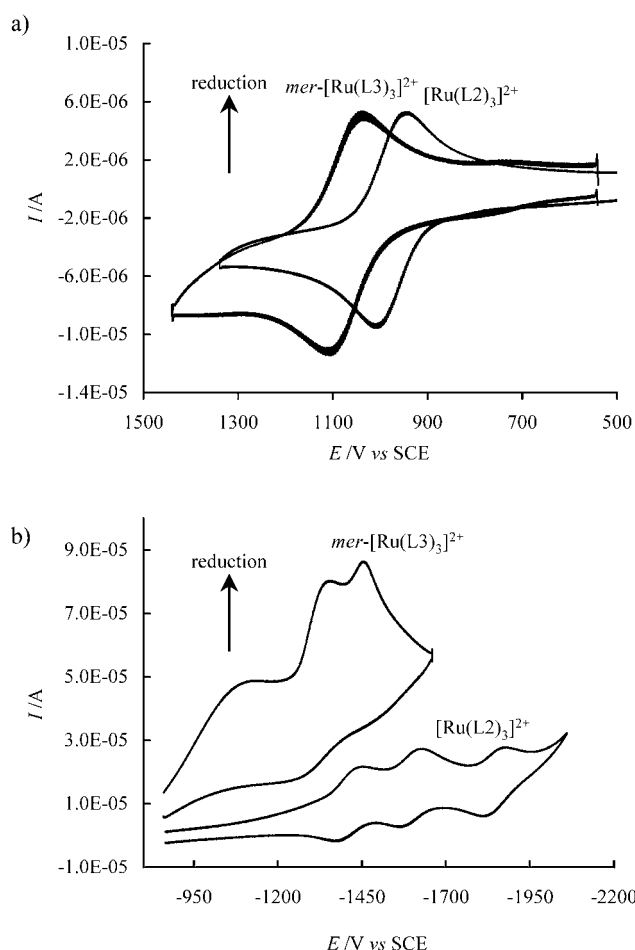 a)
1.0E-05
reduction
mer-[Ru(L3)₃]²⁺
[Ru(L2)₃]²⁺
6.0E-06
2.0E-06
I /A
-2.0E-06
-6.0E-06
-1.0E-05
-1.4E-05
1500 1300 1100 900 700 500
E /V vs SCE
b)
9.0E-05
mer-[Ru(L3)₃]²⁺
reduction
7.0E-05
I /A
5.0E-05
[Ru(L2)₃]²⁺
3.0E-05
1.0E-05
-1.0E-05
-950 -1200 -1450 -1700 -1950 -2200
E /V vs SCE